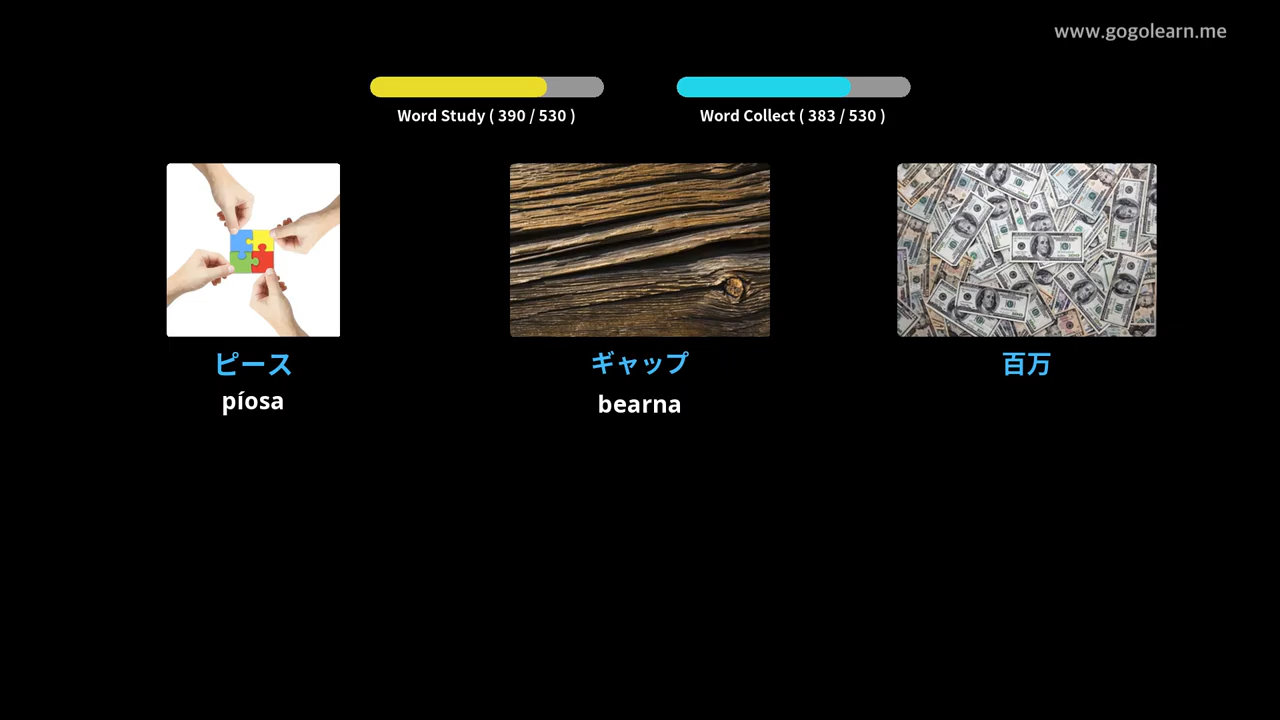 www.gogolearn.me
Word Study ( 390 / 530 )
Word Collect ( 383 / 530 )
ピース
ギャップ
百万
píosa
bearna